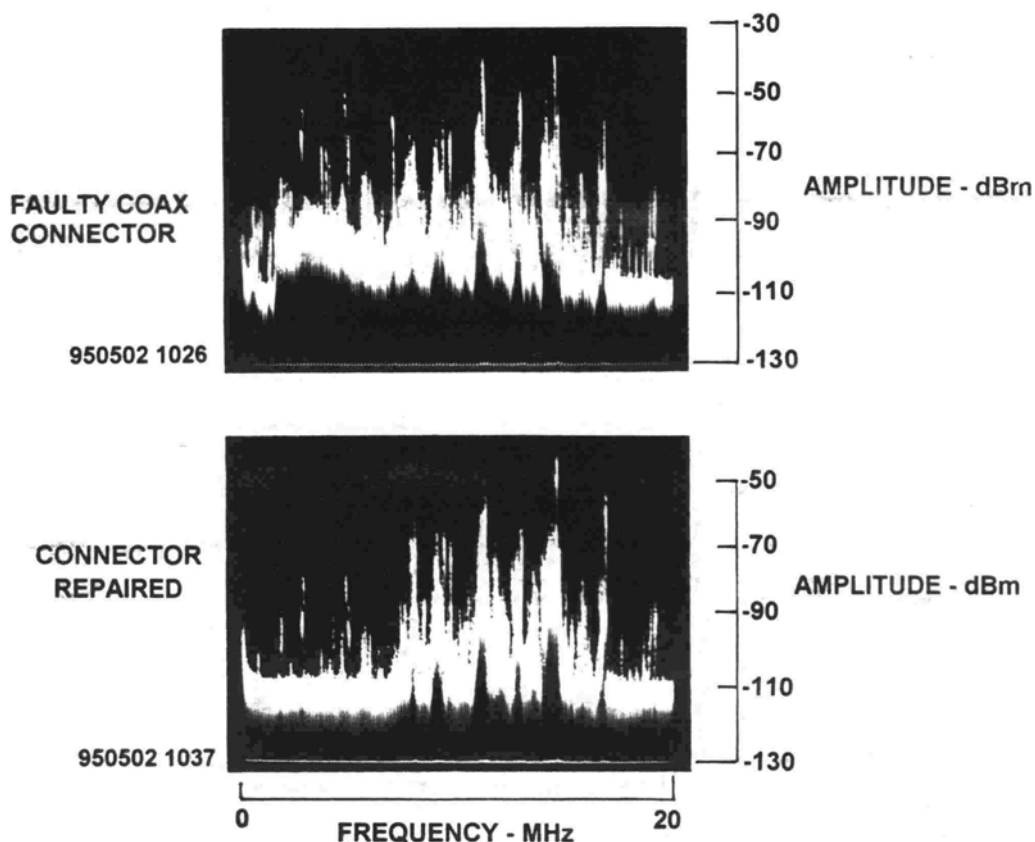 -30
-50
-70
-90
-110
-130
AMPLITUDE - dBm
FAULTY COAX
CONNECTOR
950502 1026
-50
-70
-90
-110
-130
AMPLITUDE - dBm
CONNECTOR
REPAIRED
950502 1037
0
20
FREQUENCY - MHz